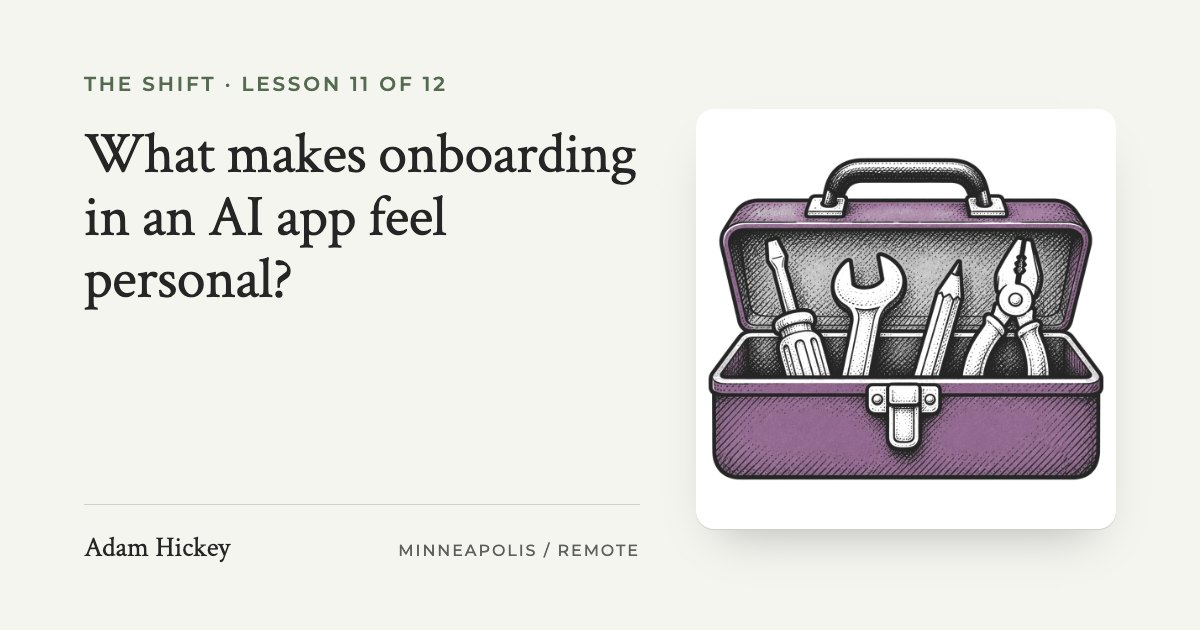 THE SHIFT · LESSON 11 OF 12
What makes onboarding
in an AI app feel
personal?
Adam Hickey
MINNEAPOLIS / REMOTE